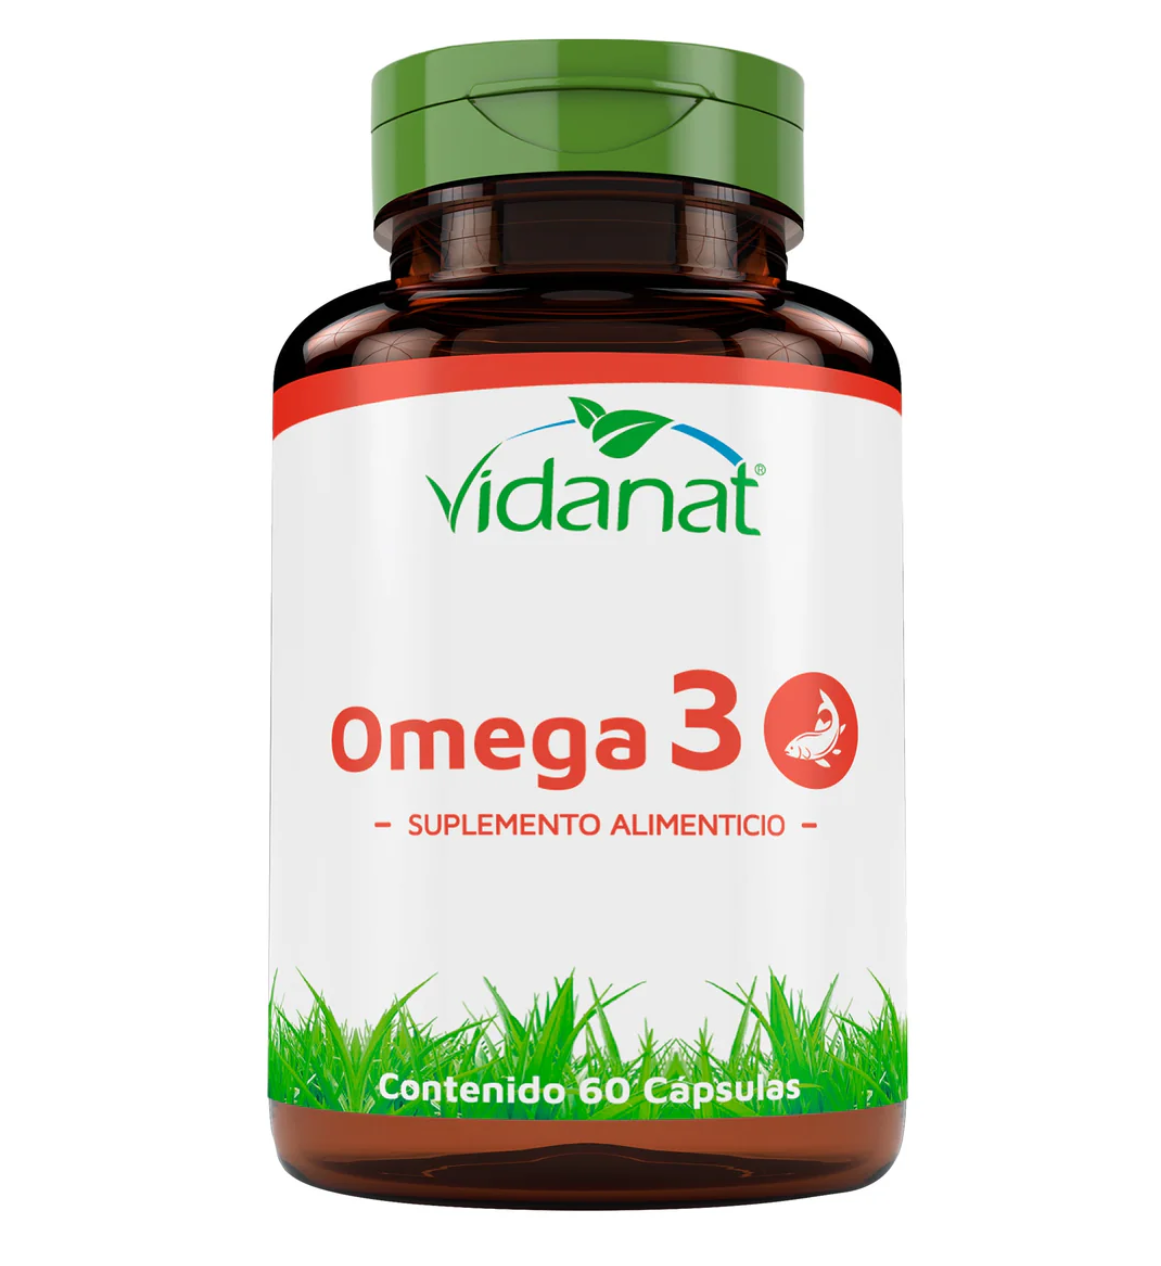 Vidanat®
Omega 3
- SUPLEMENTO ALIMENTICIO -
Contenido 60 Cápsulas